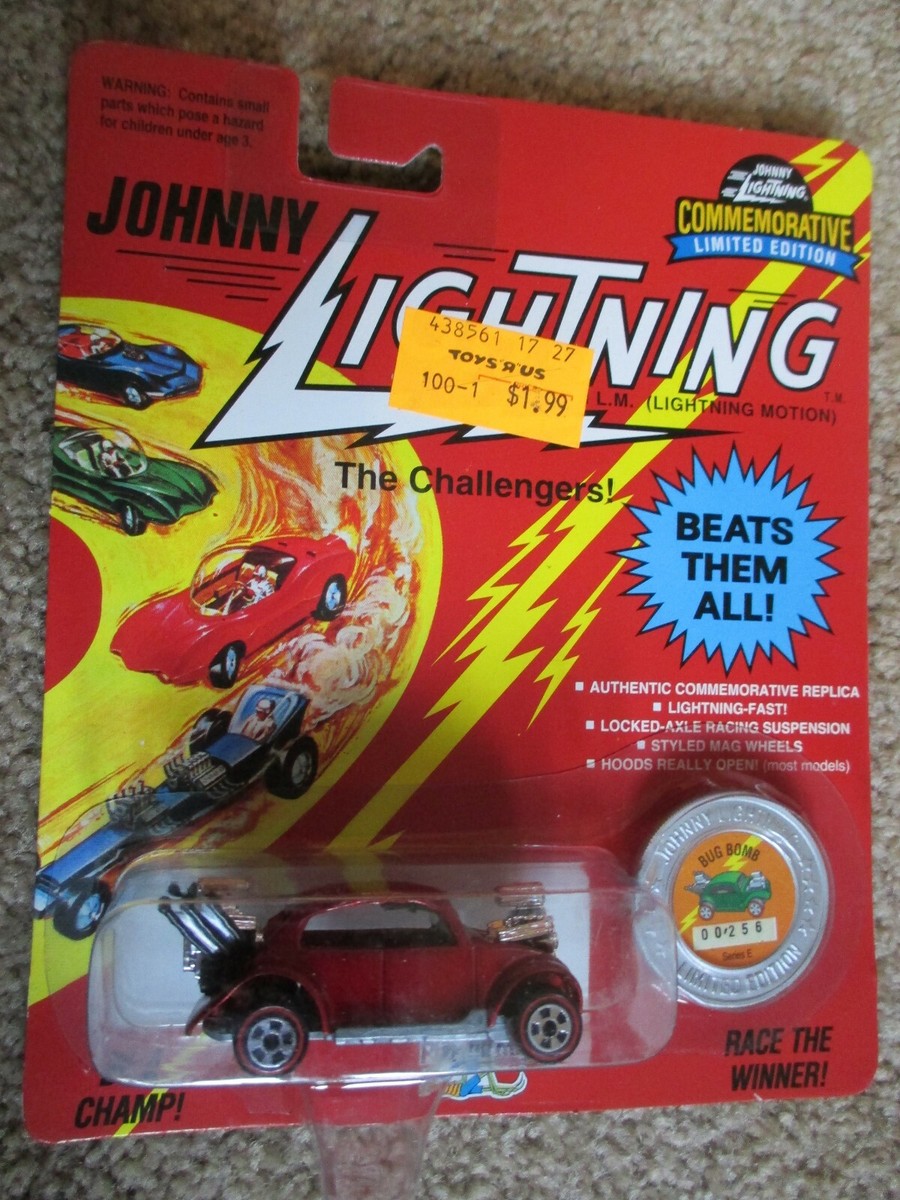 WARNING: Contains small
parts which pose a hazard
for children under age 3.
JOHNNY
LIGHTNING
COMMEMORATIVE
LIMITED EDITION
JOHNNY
LIGHTNING
T.M.
438561 17 27
TOYS "R" US
100-1 $1.99
L.M. (LIGHTNING MOTION)
The Challengers!
BEATS
THEM
ALL!
■ AUTHENTIC COMMEMORATIVE REPLICA
■ LIGHTNING-FAST!
■ LOCKED-AXLE RACING SUSPENSION
■ STYLED MAG WHEELS
■ HOODS REALLY OPEN! (most models)
JOHNNY LIGHTNING
BUG BOMB
00256
Series E
LIMITED EDITION
CHAMP!
RACE THE
WINNER!